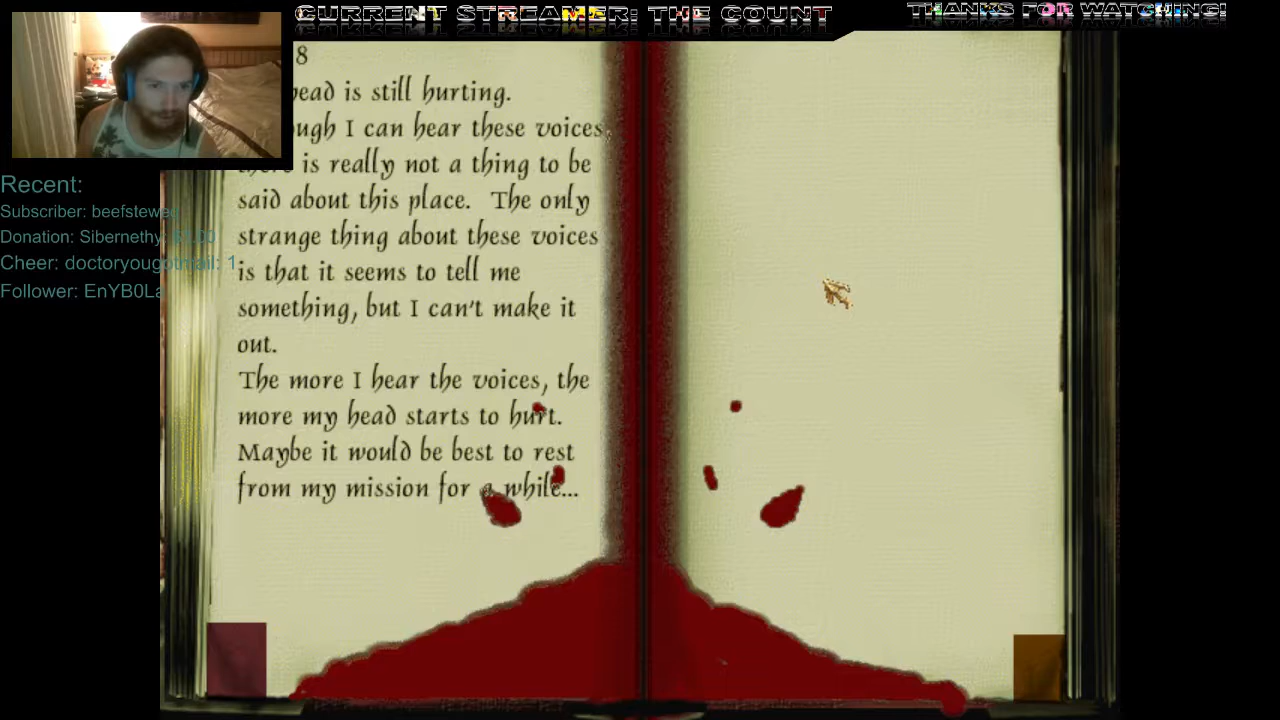 CURRENT STREAMER: THE COUNT
THANKS FOR WATCHING!
Recent:
Subscriber: beefstewed
Donation: Sibernethy:
Cheer: doctoryougotmail: 1
Follower: EnYB0La
8
is still hurting.
I can hear these voices,
is really not a thing to be
said about this place. The only
strange thing about these voices
is that it seems to tell me
something, but I can't make it
out.
The more I hear the voices, the
more my head starts to hurt.
Maybe it would be best to rest
from my mission for a while...